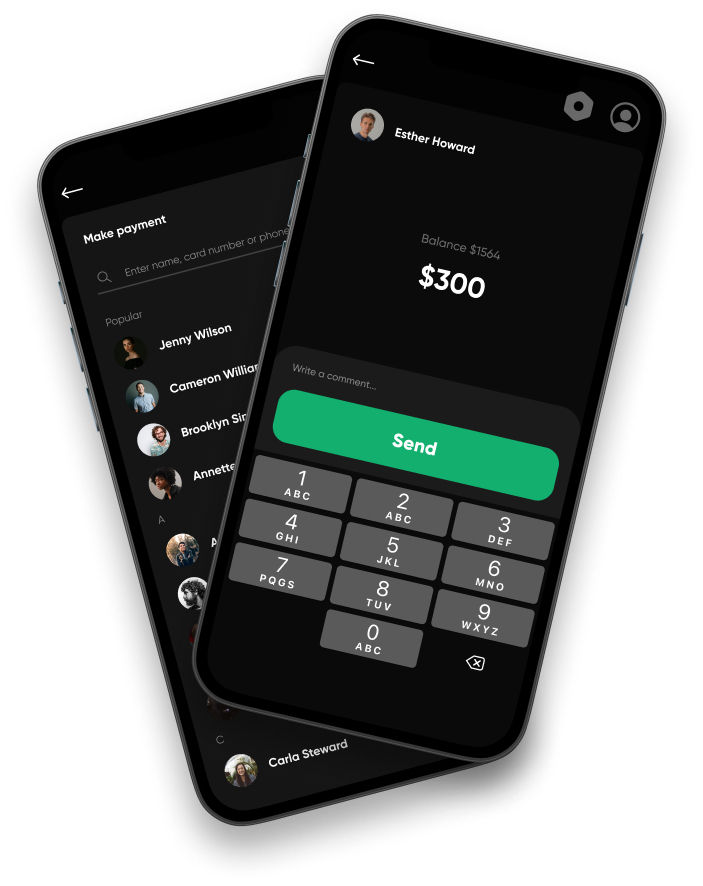 Make payment
Enter name, card number or phone
Popular
Jenny Wilson
Cameron
Brooklyn
Annette
A
C
Carla Steward
Esther Howard
Balance $1564
$300
Write a comment...
Send
1
ABC
2
ABC
3
DEF
4
GHI
5
JKL
6
MNO
7
PQGS
8
TUV
9
WXYZ
0
ABC